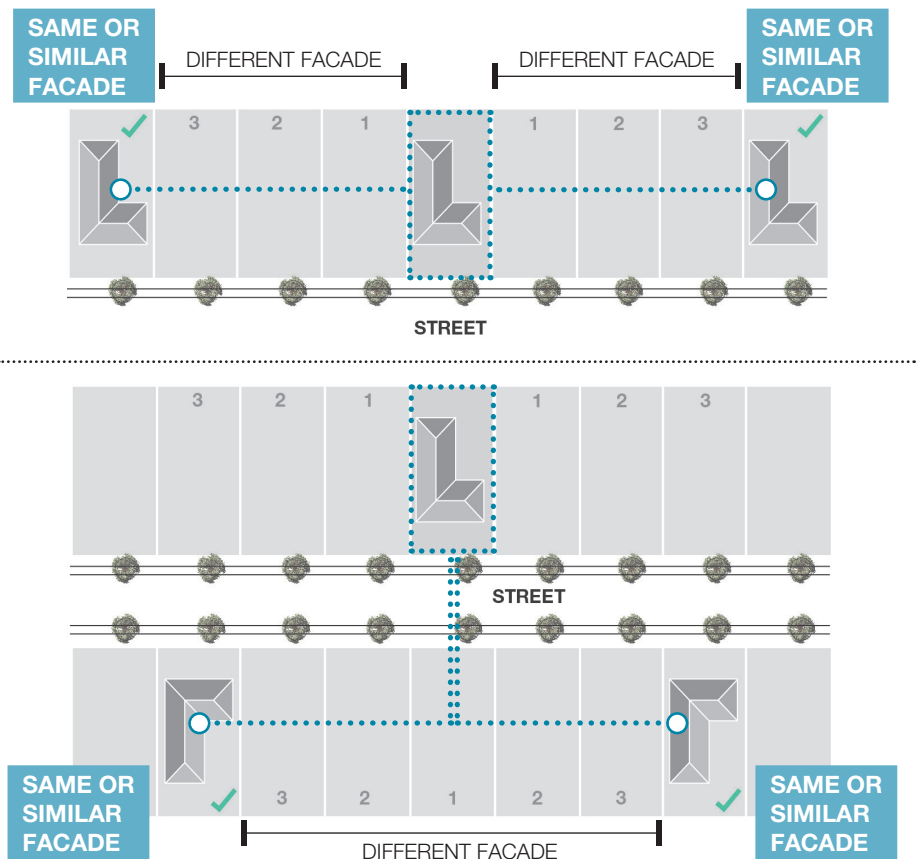 SAME OR
SIMILAR
FACADE
DIFFERENT FACADE
DIFFERENT FACADE
SAME OR
SIMILAR
FACADE
3 2 1 1 2 3
STREET
3 2 1 1 2 3
STREET
SAME OR
SIMILAR
FACADE
3 2 1 2 3
DIFFERENT FACADE
SAME OR
SIMILAR
FACADE